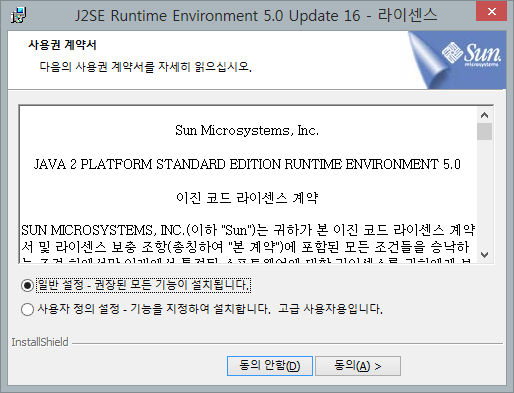 J2SE Runtime Environment 5.0 Update 16 - 라이센스
사용권 계약서
다음의 사용권 계약서를 자세히 읽으십시오.
Sun
microsystems
Sun Microsystems, Inc.
JAVA 2 PLATFORM STANDARD EDITION RUNTIME ENVIRONMENT 5.0
이진 코드 라이센스 계약
SUN MICROSYSTEMS, INC.(이하 "Sun")는 귀하가 본 이진 코드 라이센스 계약
서 및 라이센스 보충 조항(총칭하여 "본 계약")에 포함된 모든 조건들을 승낙하
일반 설정 - 권장된 모든 기능이 설치됩니다.
사용자 정의 설정 - 기능을 지정하여 설치합니다. 고급 사용자용입니다.
InstallShield
동의 안함(D)
동의(A) >